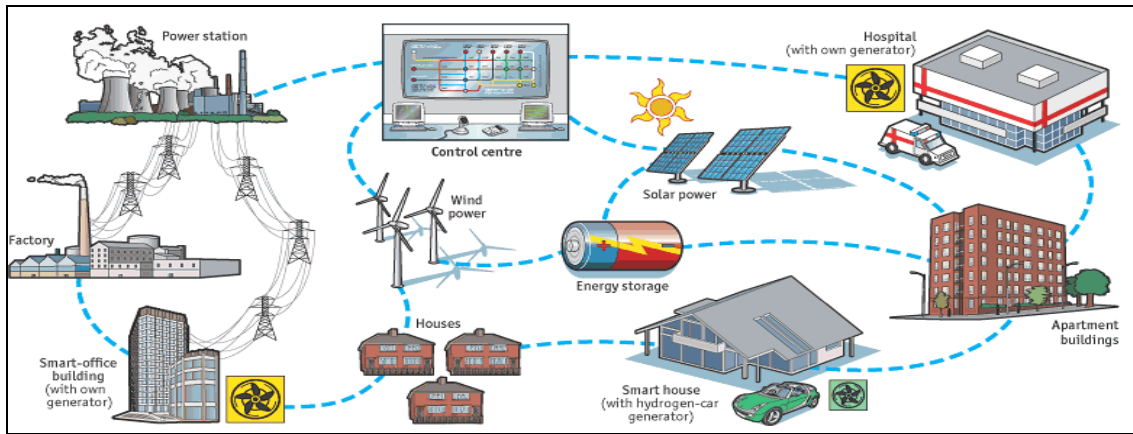 Power station
Hospital
(with own generator)
Control centre
Solar power
Wind
power
Factory
Energy storage
Houses
Apartment
buildings
Smart-office
building
(with own
generator)
Smart house
(with hydrogen-car
generator)